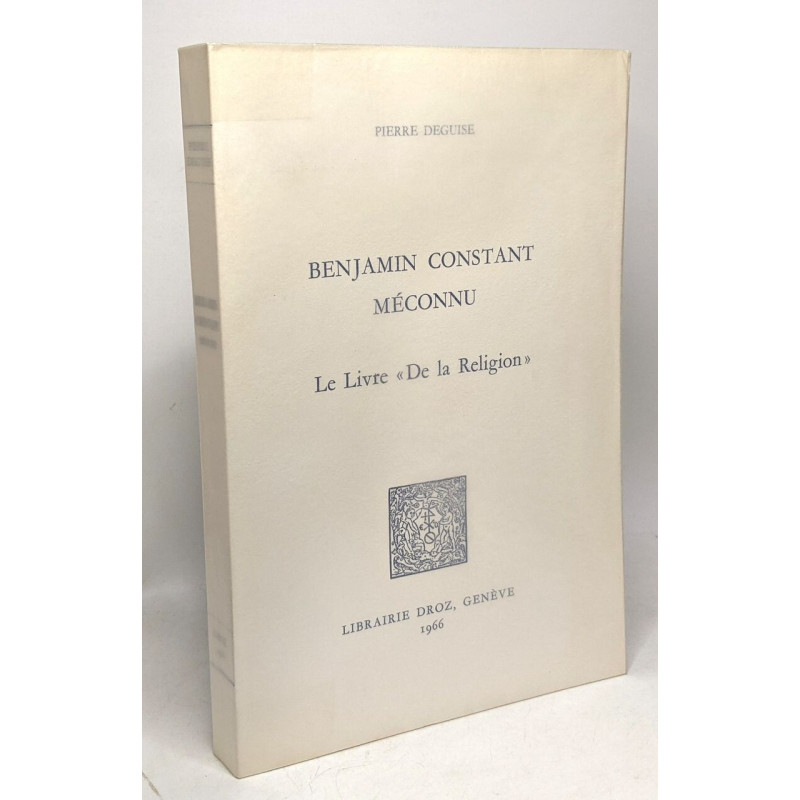 PIERRE DEGUISE
BENJAMIN CONSTANT
MÉCONNU
Le Livre «De la Religion»
LIBRAIRIE DROZ, GENÈVE
1966